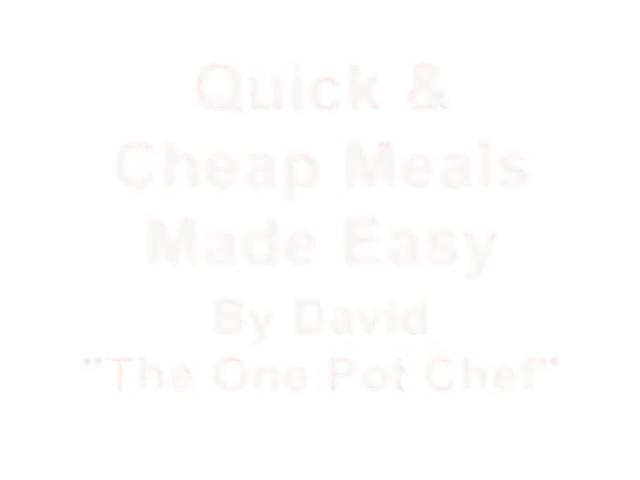 Quick &
Cheap Meals
Made Easy
By David
"The One Pot Chef"